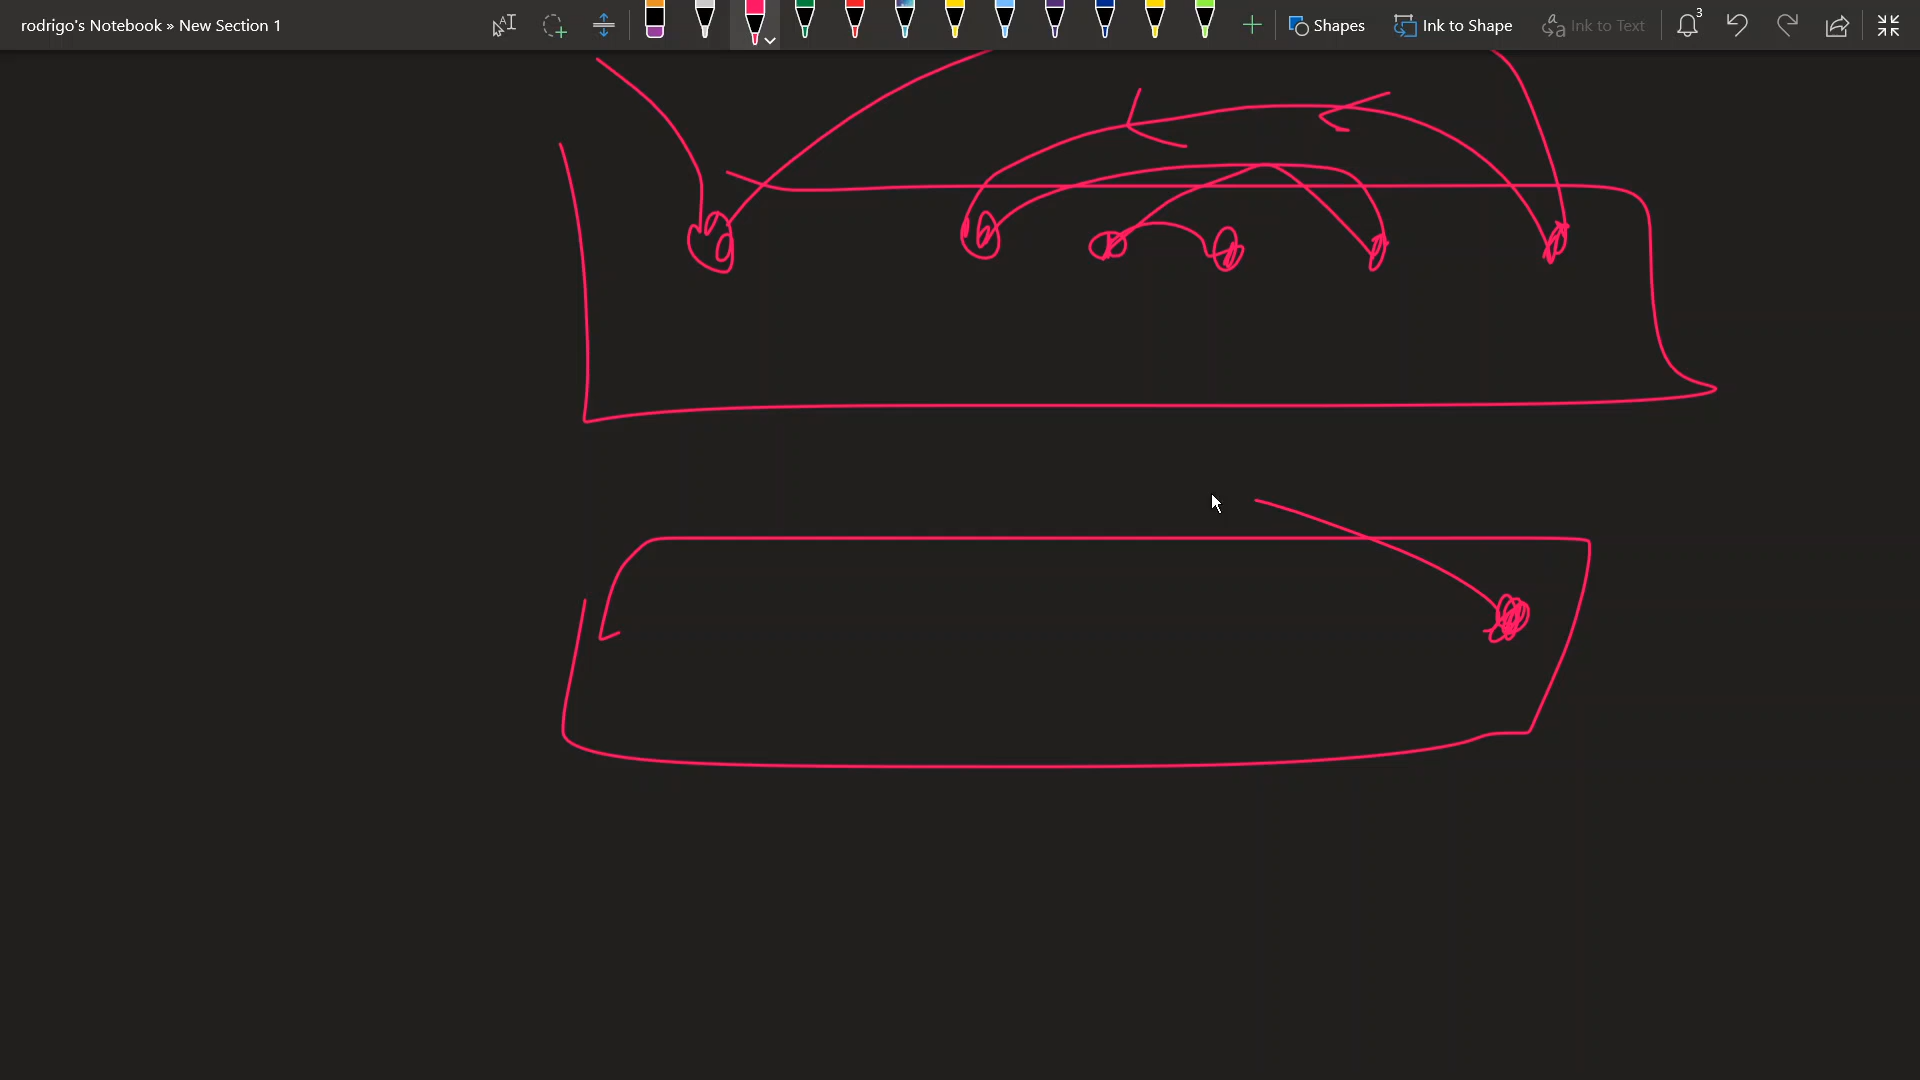 rodrigo's Notebook » New Section 1
Shapes
Ink to Shape
Ink to Text
3